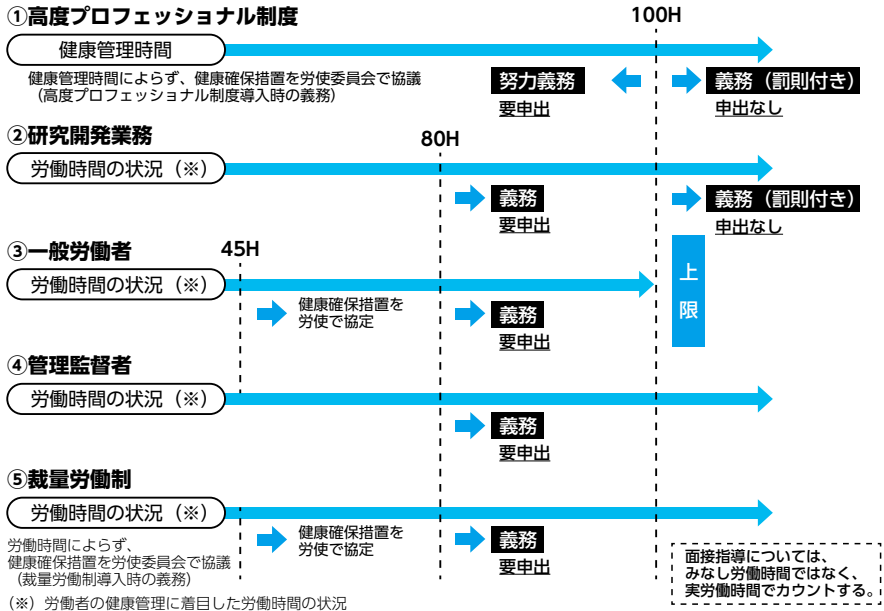 ①高度プロフェッショナル制度
100H
健康管理時間
健康管理時間によらず、健康確保措置を労使委員会で協議
（高度プロフェッショナル制度導入時の義務）
努力義務
要申出
義務（罰則付き）
申出なし
②研究開発業務
80H
労働時間の状況（※）
義務
要申出
義務（罰則付き）
申出なし
③一般労働者
45H
労働時間の状況（※）
健康確保措置を
労使で協定
義務
要申出
上
限
④管理監督者
労働時間の状況（※）
義務
要申出
⑤裁量労働制
労働時間の状況（※）
労働時間によらず、
健康確保措置を労使委員会で協議
（裁量労働制導入時の義務）
健康確保措置を
労使で協定
義務
要申出
面接指導については、
みなし労働時間ではなく、
実労働時間でカウントする。
（※）労働者の健康管理に着目した労働時間の状況